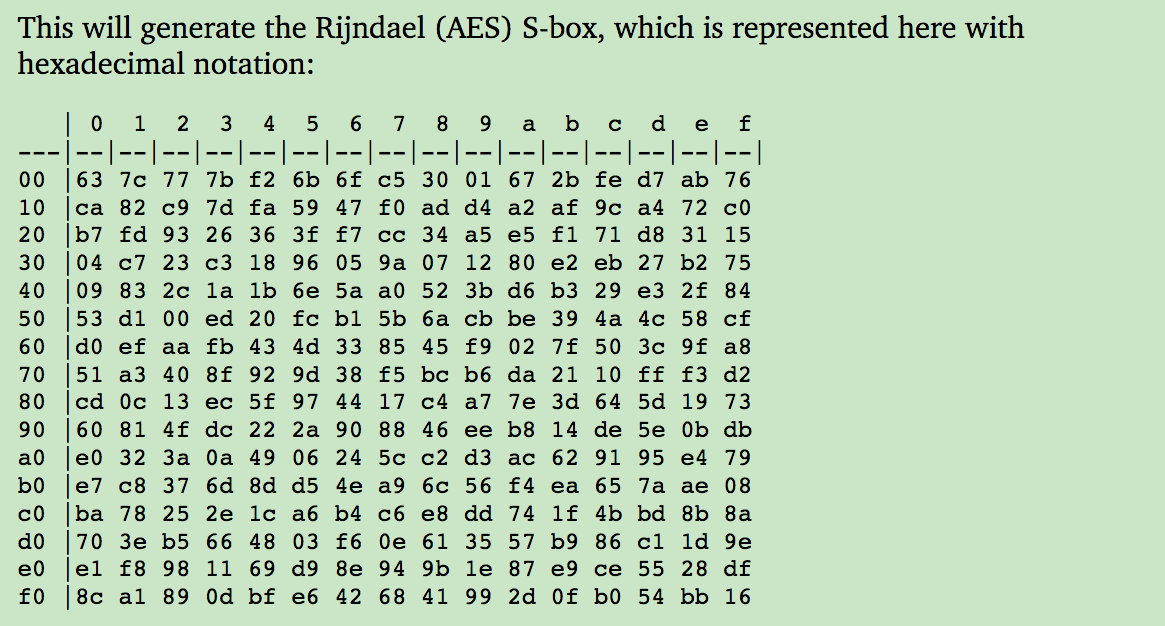 This will generate the Rijndael (AES) S-box, which is represented here with
hexadecimal notation:
   | 0  1  2  3  4  5  6  7  8  9  a  b  c  d  e  f
---|--|--|--|--|--|--|--|--|--|--|--|--|--|--|--|--|
00 |63 7c 77 7b f2 6b 6f c5 30 01 67 2b fe d7 ab 76
10 |ca 82 c9 7d fa 59 47 f0 ad d4 a2 af 9c a4 72 c0
20 |b7 fd 93 26 36 3f f7 cc 34 a5 e5 f1 71 d8 31 15
30 |04 c7 23 c3 18 96 05 9a 07 12 80 e2 eb 27 b2 75
40 |09 83 2c 1a 1b 6e 5a a0 52 3b d6 b3 29 e3 2f 84
50 |53 d1 00 ed 20 fc b1 5b 6a cb be 39 4a 4c 58 cf
60 |d0 ef aa fb 43 4d 33 85 45 f9 02 7f 50 3c 9f a8
70 |51 a3 40 8f 92 9d 38 f5 bc b6 da 21 10 ff f3 d2
80 |cd 0c 13 ec 5f 97 44 17 c4 a7 7e 3d 64 5d 19 73
90 |60 81 4f dc 22 2a 90 88 46 ee b8 14 de 5e 0b db
a0 |e0 32 3a 0a 49 06 24 5c c2 d3 ac 62 91 95 e4 79
b0 |e7 c8 37 6d 8d d5 4e a9 6c 56 f4 ea 65 7a ae 08
c0 |ba 78 25 2e 1c a6 b4 c6 e8 dd 74 1f 4b bd 8b 8a
d0 |70 3e b5 66 48 03 f6 0e 61 35 57 b9 86 c1 1d 9e
e0 |e1 f8 98 11 69 d9 8e 94 9b 1e 87 e9 ce 55 28 df
f0 |8c a1 89 0d bf e6 42 68 41 99 2d 0f b0 54 bb 16